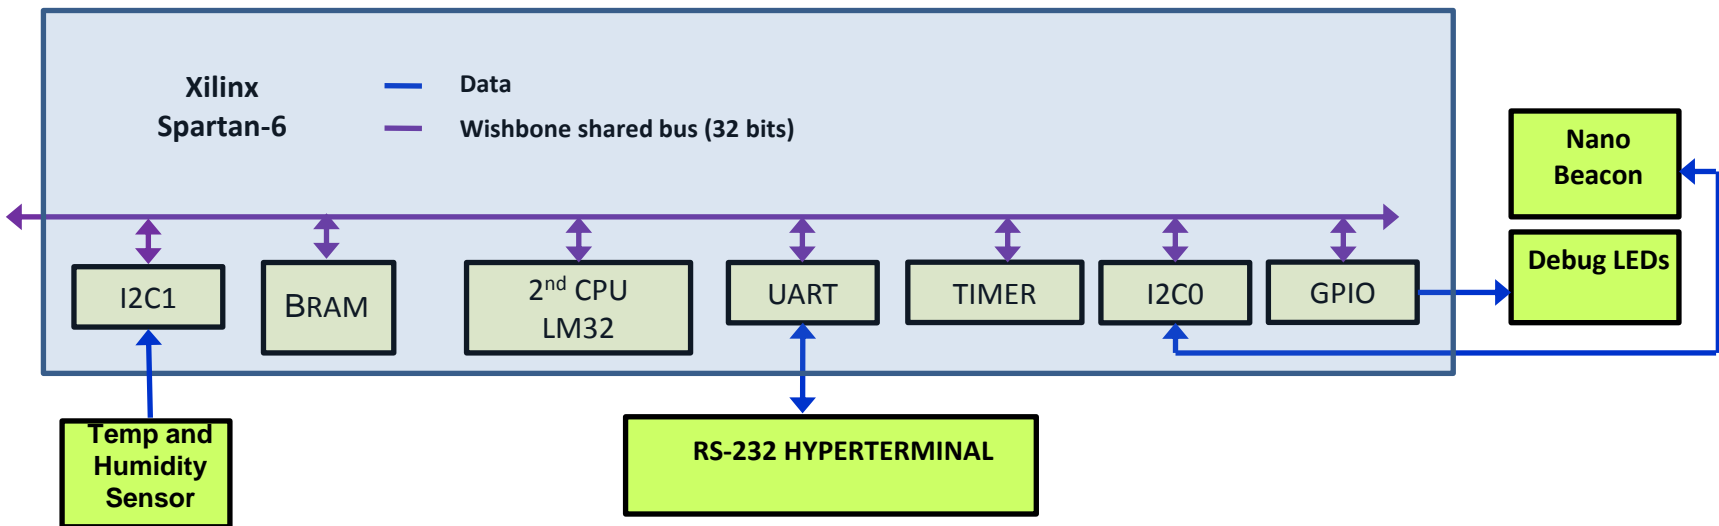 Xilinx
Spartan-6
Data
Wishbone shared bus (32 bits)
Nano
Beacon
Debug LEDs
I2C1
BRAM
2nd CPU
LM32
UART
TIMER
I2C0
GPIO
Temp and
Humidity
Sensor
RS-232 HYPERTERMINAL